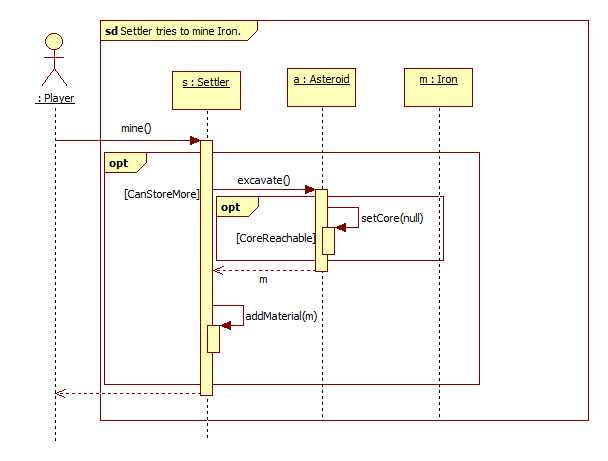 sd Settler tries to mine Iron.
: Player
s : Settler
a : Asteroid
m : Iron
mine()
opt
[CanStoreMore]
excavate()
opt
setCore(null)
[CoreReachable]
m
addMaterial(m)